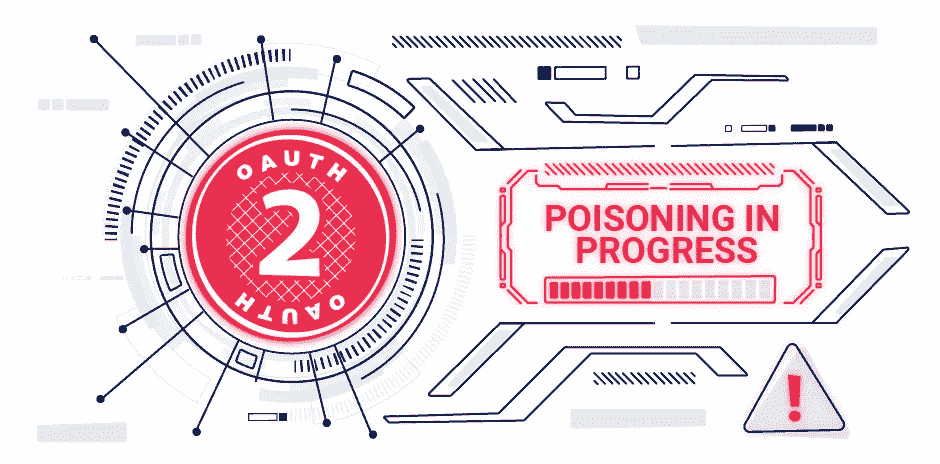 OAUTH
2
OAUTH
POISONING IN
PROGRESS
!